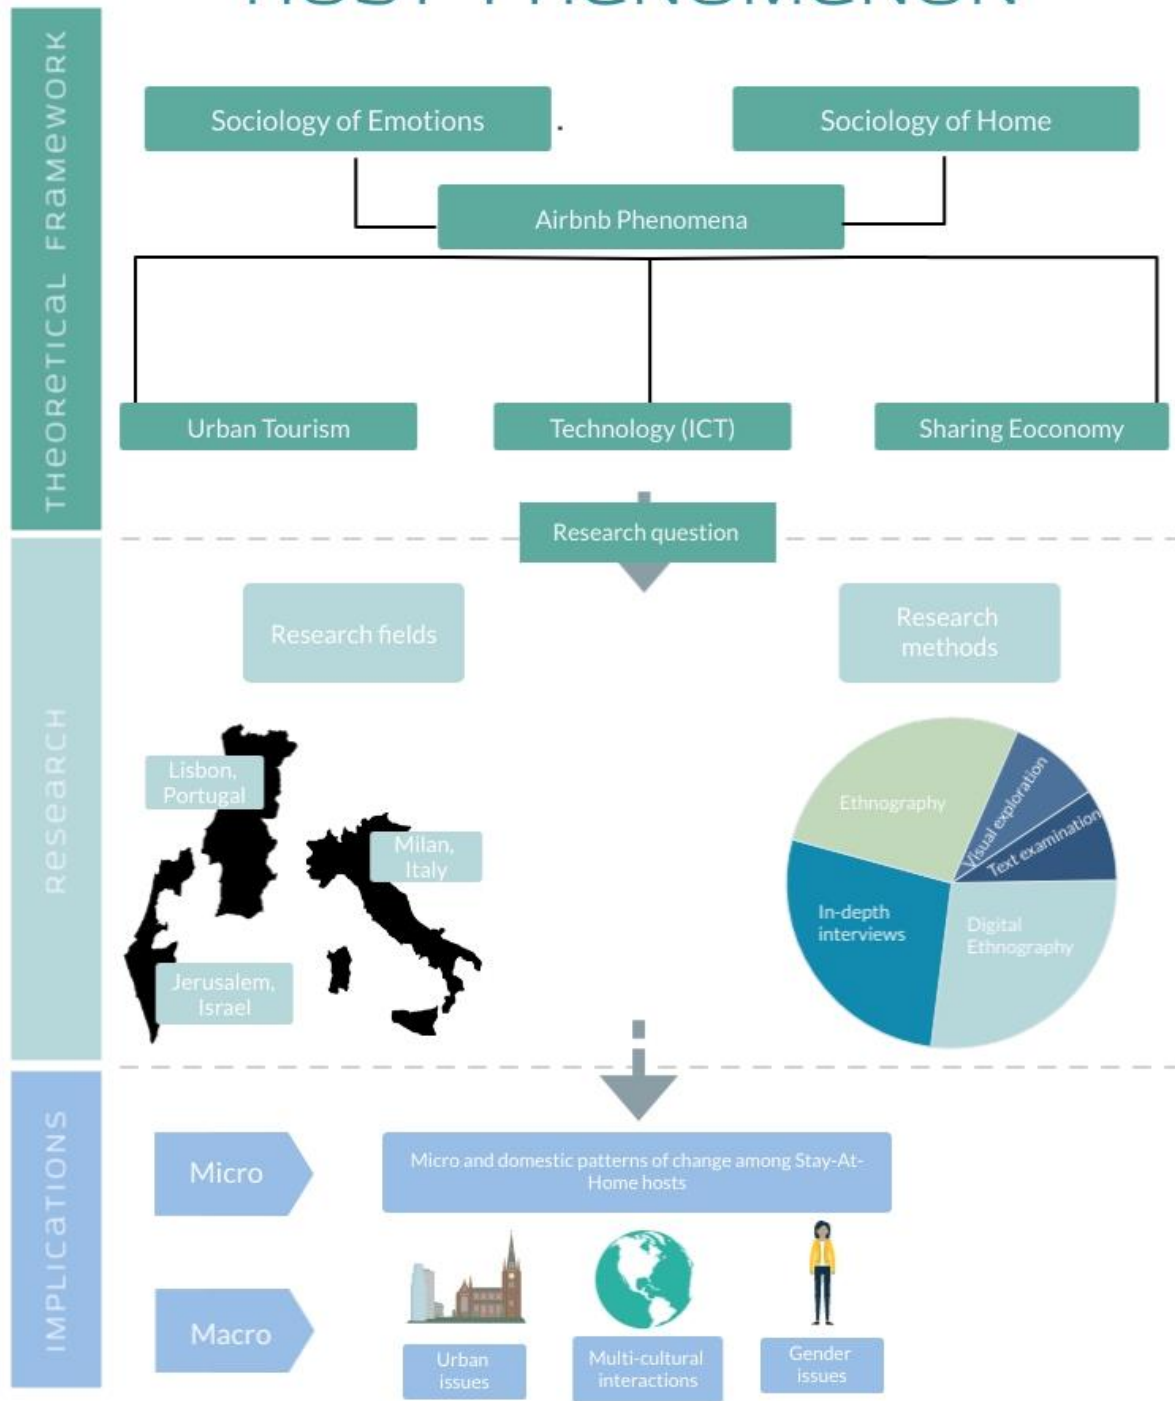 HOST PHENOMENON
THEORETICAL FRAMEWORK
Sociology of Emotions
.
Sociology of Home
Airbnb Phenomena
Urban Tourism
Technology (ICT)
Sharing Eoconomy
Research question
RESEARCH
Research fields
Research
methods
Lisbon,
Portugal
Milan,
Italy
Jerusalem,
Israel
Ethnography
Visual exploration
Text examination
In-depth
interviews
Digital
Ethnography
IMPLICATIONS
Micro
Micro and domestic patterns of change among Stay-At-
Home hosts
Macro
Urban
issues
Multi-cultural
interactions
Gender
issues